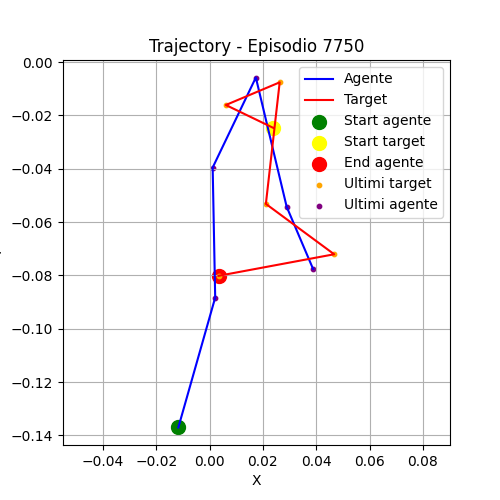 Trajectory - Episodio 7750
0.00
−0.02
−0.04
−0.06
−0.08
−0.10
−0.12
−0.14
Agente
Target
Start agente
Start target
End agente
Ultimi target
Ultimi agente
−0.04
−0.02
0.00
0.02
0.04
0.06
0.08
X